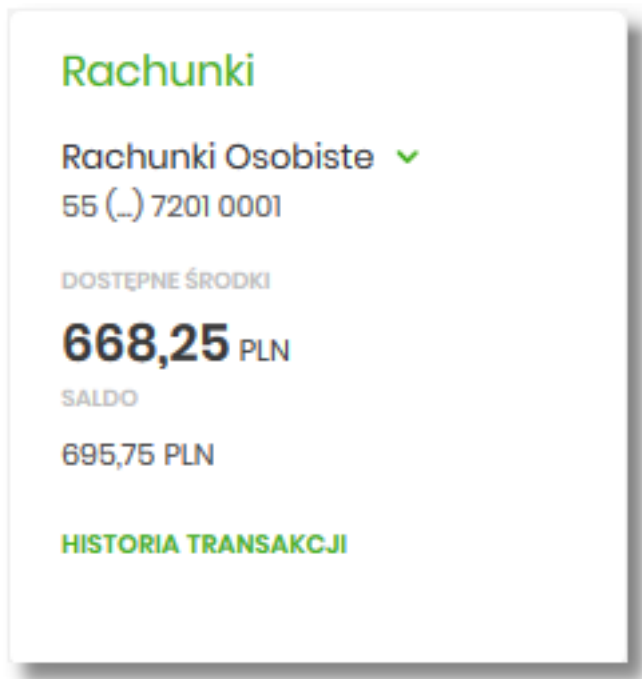 Rachunki
Rachunki Osobiste
55 (...) 7201 0001
DOSTĘPNE ŚRODKI
668,25 PLN
SALDO
695,75 PLN
HISTORIA TRANSAKCJI